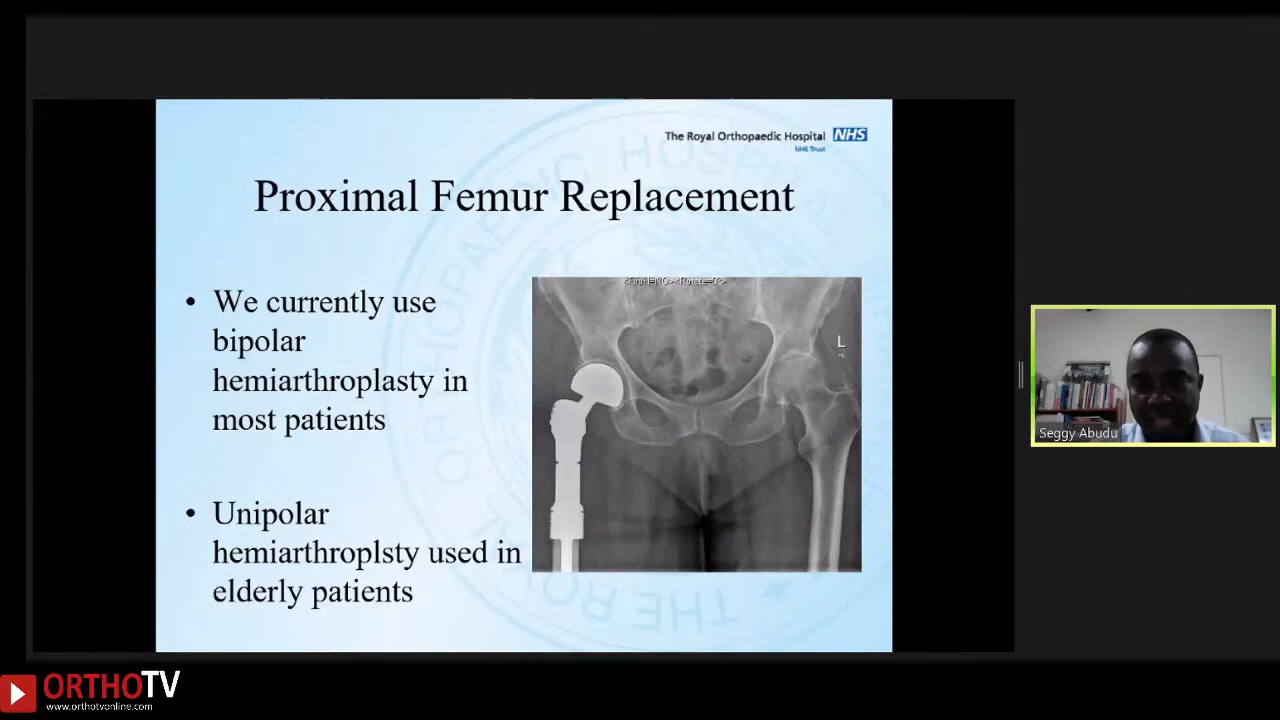 The Royal Orthopaedic Hospital NHS
NHS Trust
Proximal Femur Replacement
• We currently use
bipolar
hemiarthroplasty in
most patients
• Unipolar
hemiarthroplsty used in
elderly patients
L
Seggy Abudu
ORTHOTV
www.orthotvonline.com